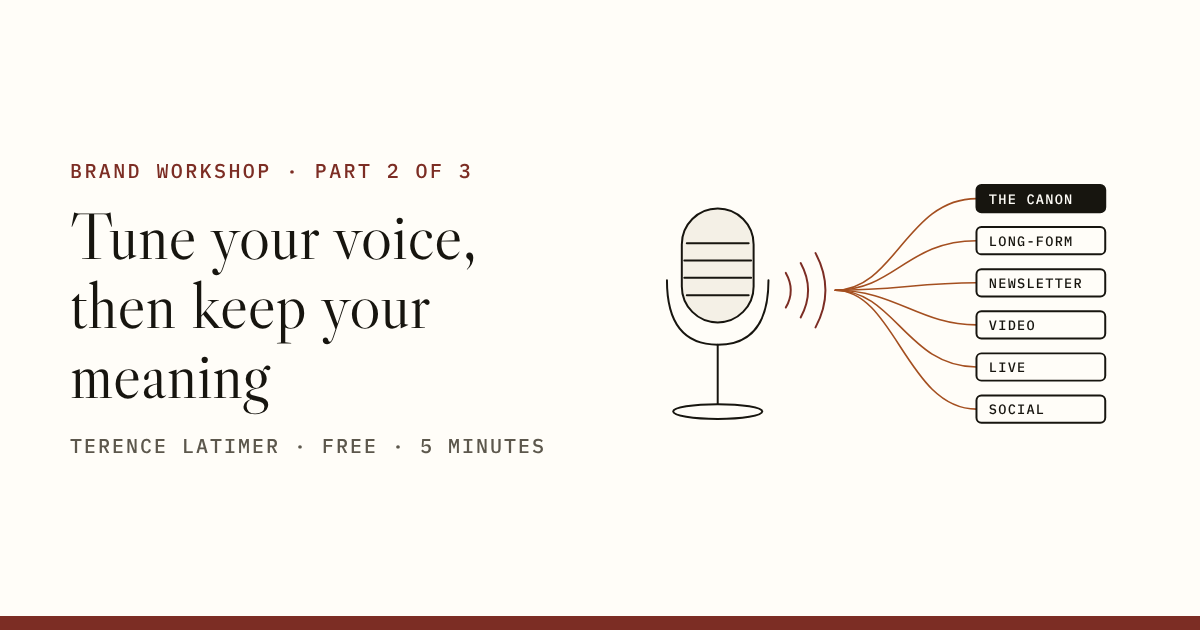 BRAND WORKSHOP · PART 2 OF 3
Tune your voice,
then keep your
meaning
TERENCE LATIMER · FREE · 5 MINUTES
THE CANON
LONG-FORM
NEWSLETTER
VIDEO
LIVE
SOCIAL